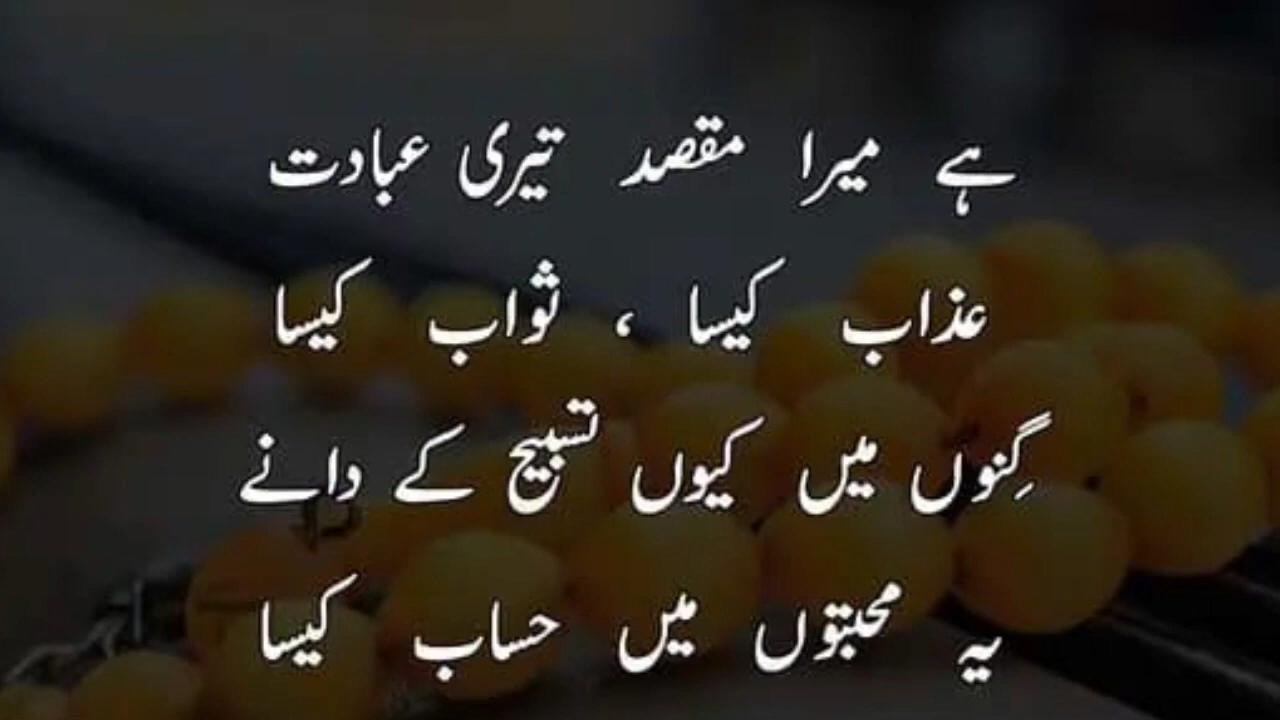 ہے میرا مقصد تیری عبادت
عذاب کیسا ، ثواب کیسا
گِنوں میں کیوں تسبیح کے دانے
یہ محبتوں میں حساب کیسا